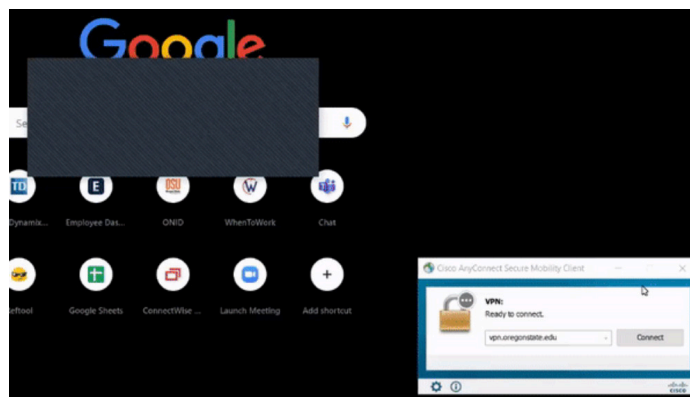 Google
Se
TD
E
OSU
W
Dynamix...
Employee Das...
ONID
WhenToWork
Chat
leftool
Google Sheets
ConnectWise ...
Launch Meeting
Add shortcut
Cisco AnyConnect Secure Mobility Client
VPN:
Ready to connect.
vpn.oregonstate.edu
Connect
CISCO